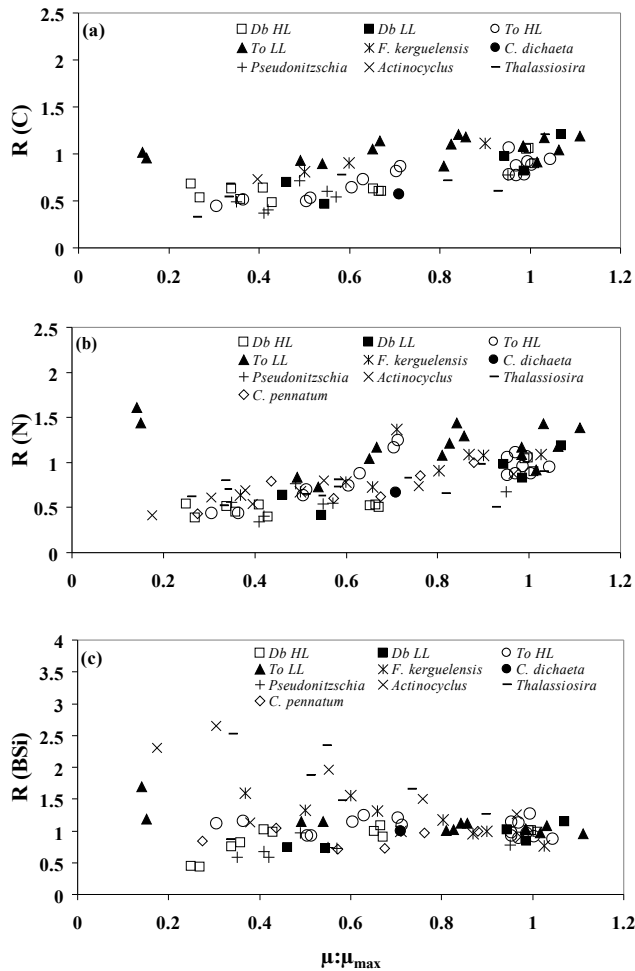 (a)
Db HL Db LL To HL
To LL F. kerguelensis C. dichaeta
Pseudonitzschia Actinocyclus Thalassiosira
R (C)
2.5
2
1.5
1
0.5
0
0 0.2 0.4 0.6 0.8 1 1.2
(b)
Db HL Db LL To HL
To LL F. kerguelensis C. dichaeta
Pseudonitzschia Actinocyclus Thalassiosira
C. pennatum
R (N)
2.5
2
1.5
1
0.5
0
0 0.2 0.4 0.6 0.8 1 1.2
(c)
Db HL Db LL To HL
To LL F. kerguelensis C. dichaeta
Pseudonitzschia Actinocyclus Thalassiosira
C. pennatum
R (BSi)
4
3.5
3
2.5
2
1.5
1
0.5
0
0 0.2 0.4 0.6 0.8 1 1.2
μ:μmax